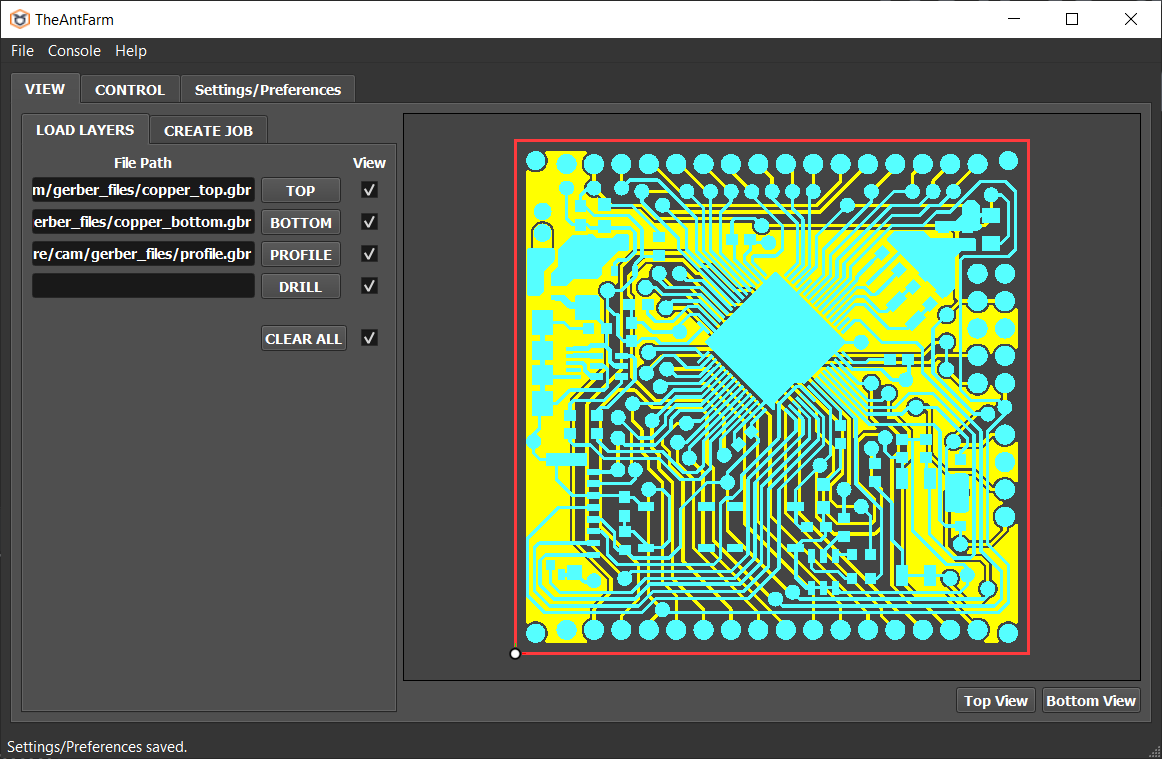 TheAntFarm
File Console Help
VIEW CONTROL Settings/Preferences
LOAD LAYERS CREATE JOB
File Path View
m/gerber_files/copper_top.gbr TOP
erber_files/copper_bottom.gbr BOTTOM
re/cam/gerber_files/profile.gbr PROFILE
DRILL
CLEAR ALL
Top View Bottom View
Settings/Preferences saved.